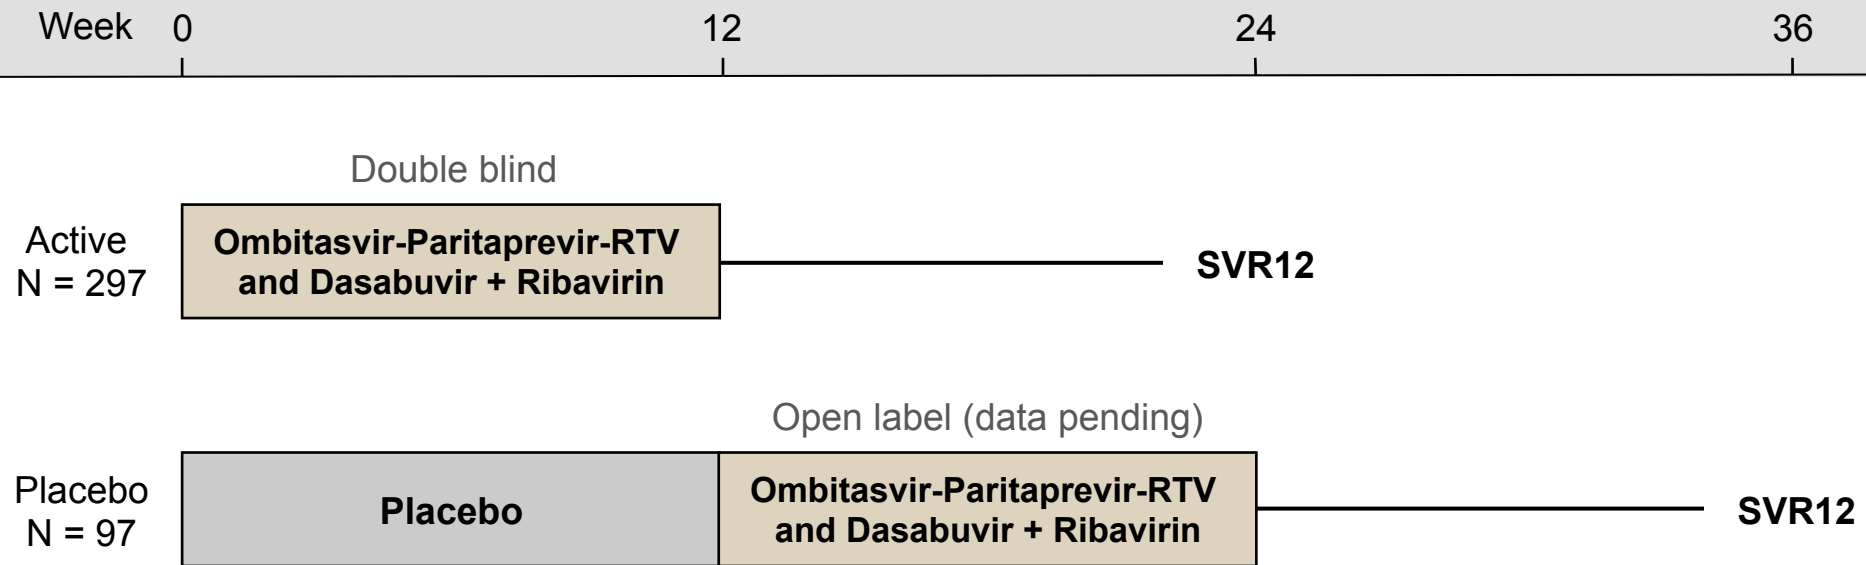 Week 0 12 24 36
Double blind
Active
N = 297
Ombitasvir-Paritaprevir-RTV
and Dasabuvir + Ribavirin
SVR12
Open label (data pending)
Placebo
N = 97
Placebo
Ombitasvir-Paritaprevir-RTV
and Dasabuvir + Ribavirin
SVR12